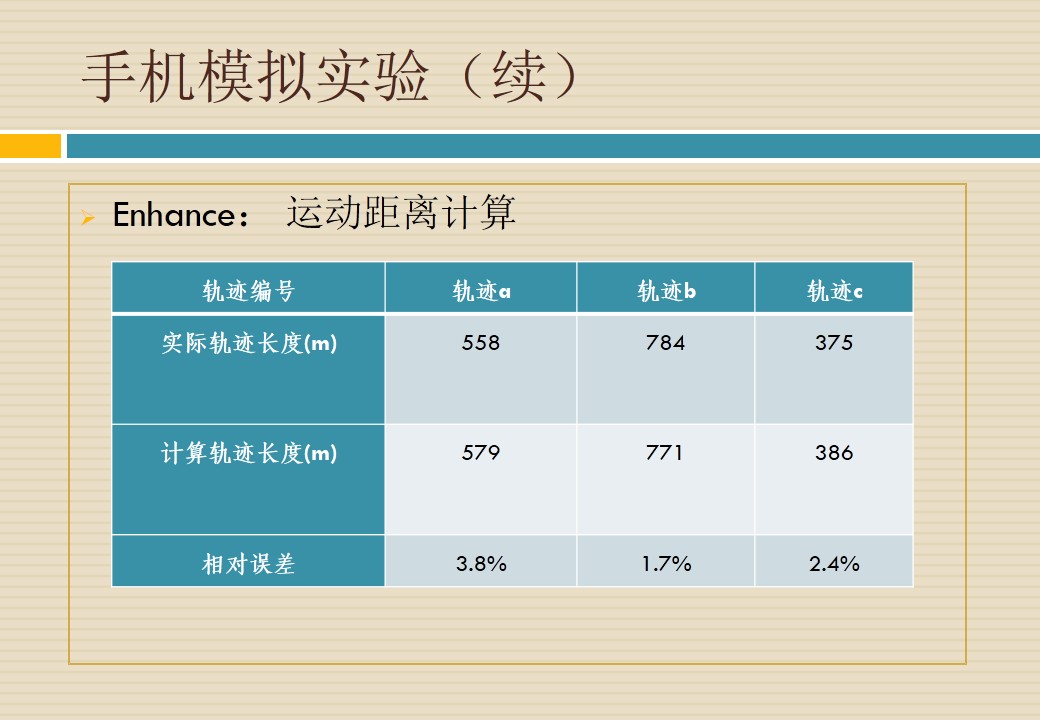 手机模拟实验（续）
Enhance： 运动距离计算
轨迹编号 轨迹a 轨迹b 轨迹c
实际轨迹长度(m) 558 784 375
计算轨迹长度(m) 579 771 386
相对误差 3.8% 1.7% 2.4%